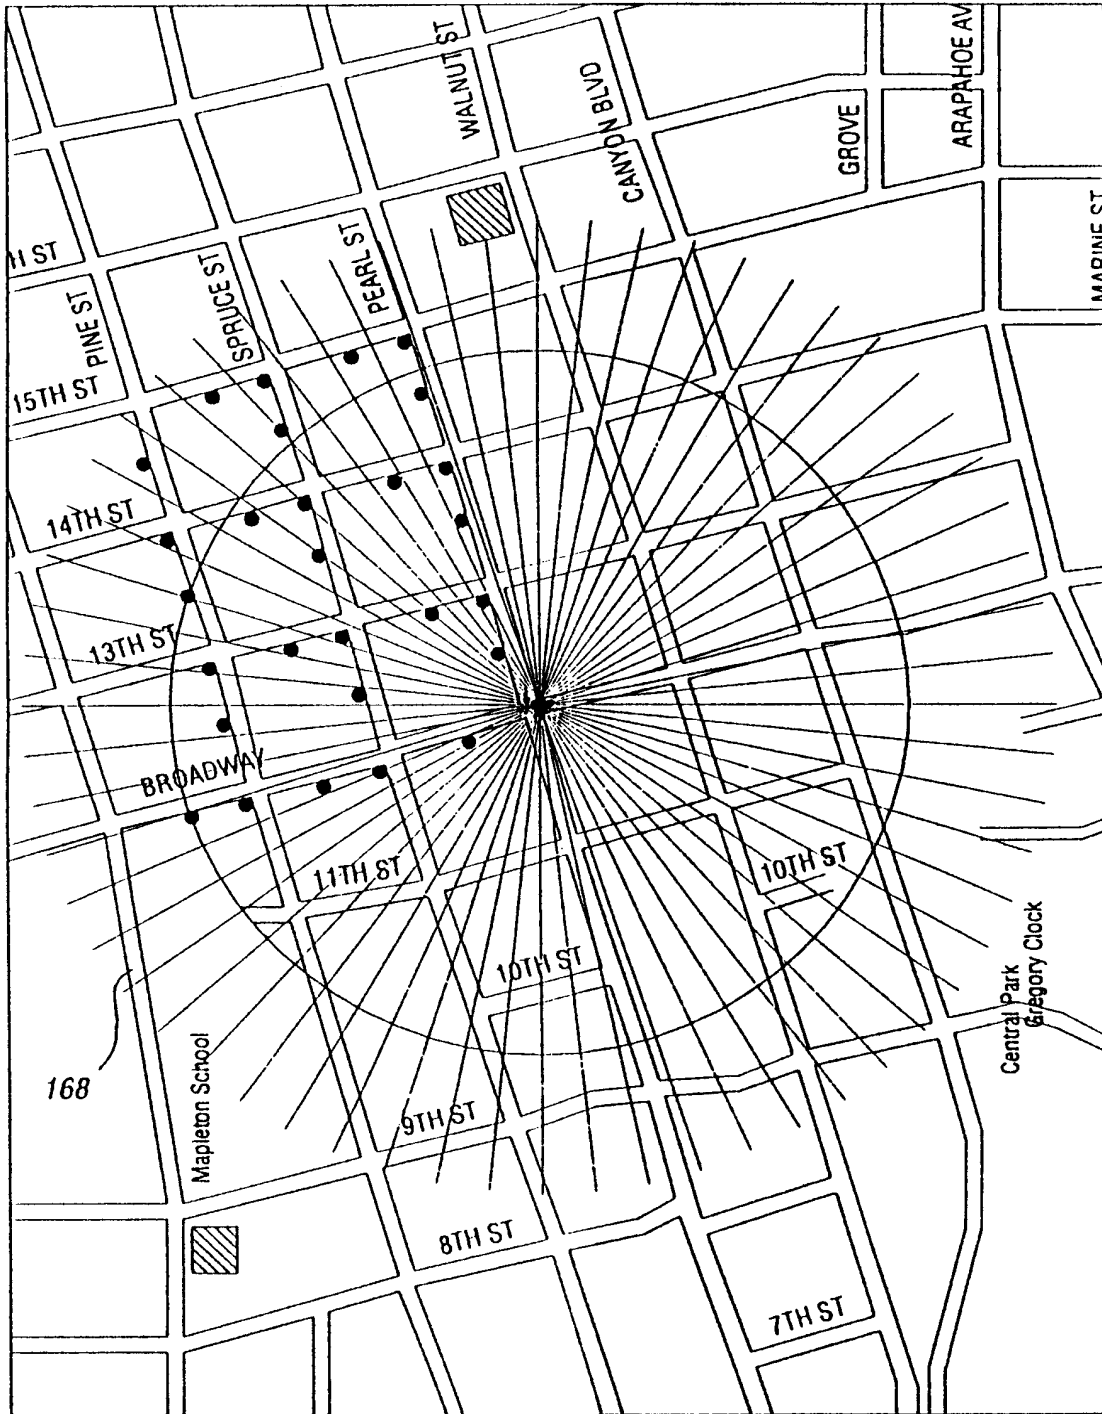 WALNUT ST
CANYON BLVD
GROVE
ARAPAHOE AV
MARINE ST
H ST
PINE ST
SPRUCE ST
PEARL ST
15TH ST
14TH ST
13TH ST
BROADWAY
11TH ST
10TH ST
10TH ST
168
Mapleton School
Central Park
Gregory Clock
9TH ST
8TH ST
7TH ST